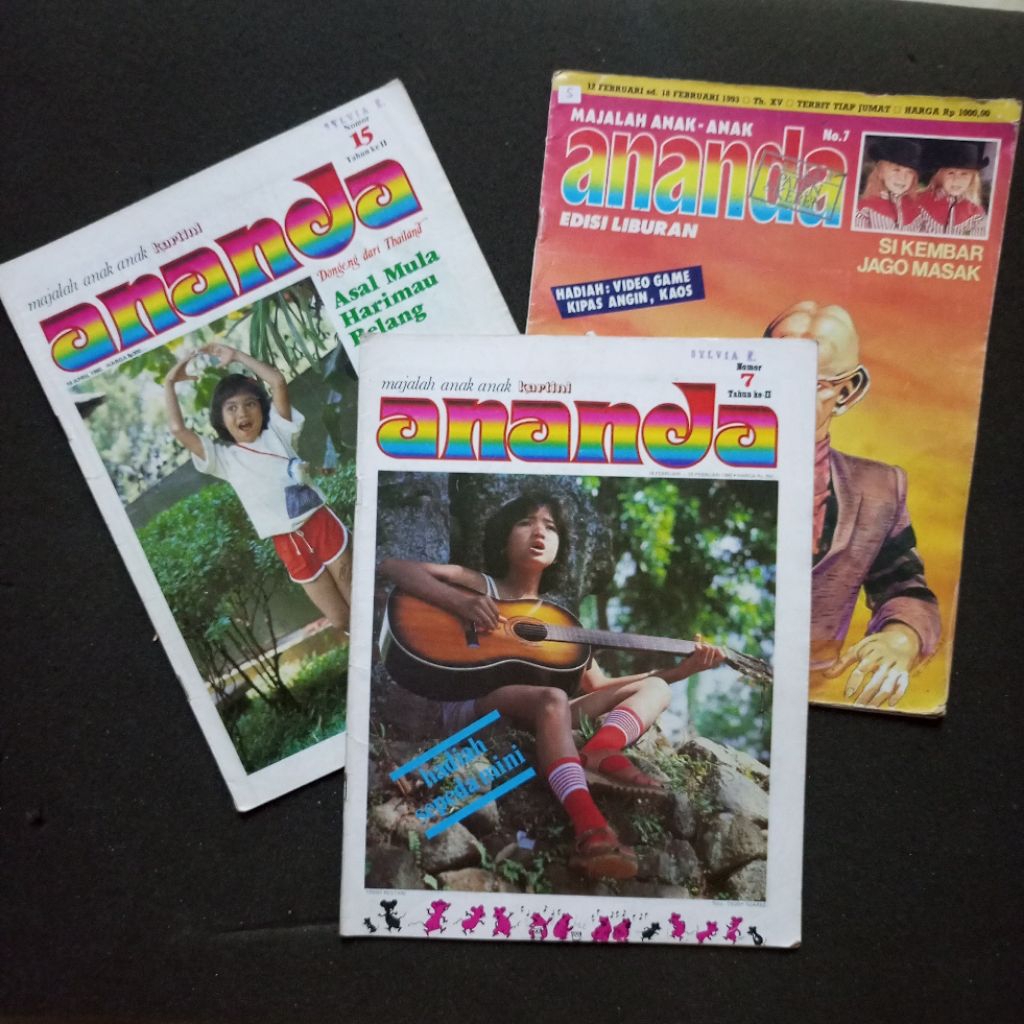 SYLVIA E.
Nomor
15
Tahun ke II
majalah anak anak kartini
ananda
Dongeng dari Thailand
Asal Mula
Harimau
Belang
12 FEBRUARI sd. 18 FEBRUARI 1993 □ Th. XV □ TERBIT TIAP JUMAT □ HARGA Rp 1000,00
S
MAJALAH ANAK-ANAK
No.7
ananda
EDISI LIBURAN
SI KEMBAR
JAGO MASAK
HADIAH: VIDEO GAME
KIPAS ANGIN, KAOS
SYLVIA E.
Nomor
7
Tahun ke-II
majalah anak anak kartini
ananda
hadiah
sepeda mini